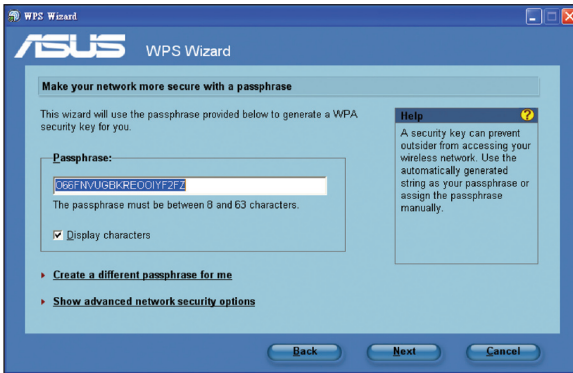 WPS Wizard
ASUS WPS Wizard
Make your network more secure with a passphrase
This wizard will use the passphrase provided below to generate a WPA
security key for you.
Passphrase:
O66FNVUGBKREOOIYF2FZ
The passphrase must be between 8 and 63 characters.
Display characters
Create a different passphrase for me
Show advanced network security options
Help
A security key can prevent
outsider from accessing your
wireless network. Use the
automatically generated
string as your passphrase or
assign the passphrase
manually.
Back Next Cancel